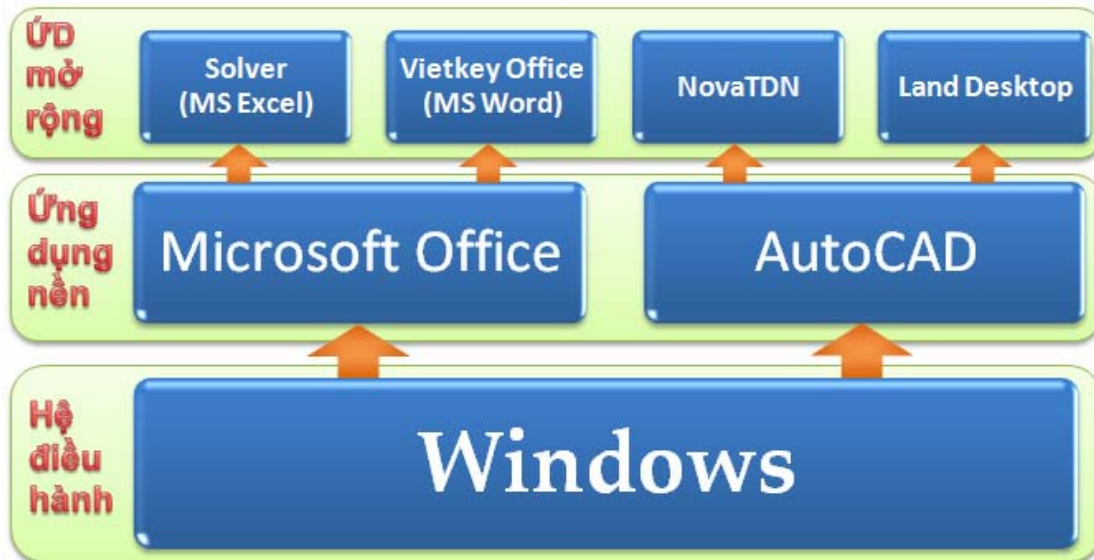 ỨD
mở
rộng
Solver
(MS Excel)
Vietkey Office
(MS Word)
NovaTDN
Land Desktop
Ứng
dụng
nền
Microsoft Office
AutoCAD
Hệ
điều
hành
Windows